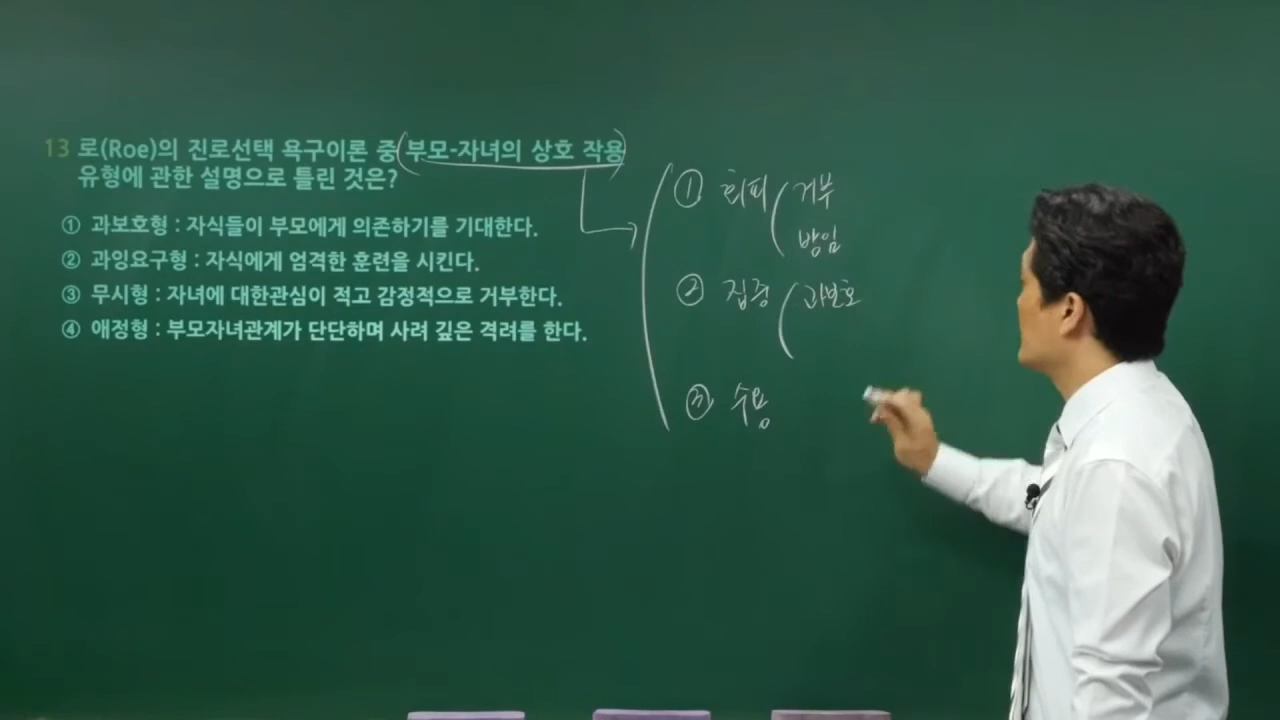 13 로(Roe)의 진로선택 욕구이론 중 부모-자녀의 상호 작용
유형에 관한 설명으로 틀린 것은?
① 과보호형 : 자식들이 부모에게 의존하기를 기대한다.
② 과잉요구형 : 자식에게 엄격한 훈련을 시킨다.
③ 무시형 : 자녀에 대한관심이 적고 감정적으로 거부한다.
④ 애정형 : 부모자녀관계가 단단하며 사려 깊은 격려를 한다.
① 회피 거부
방임
② 집중 과보호
③ 수용